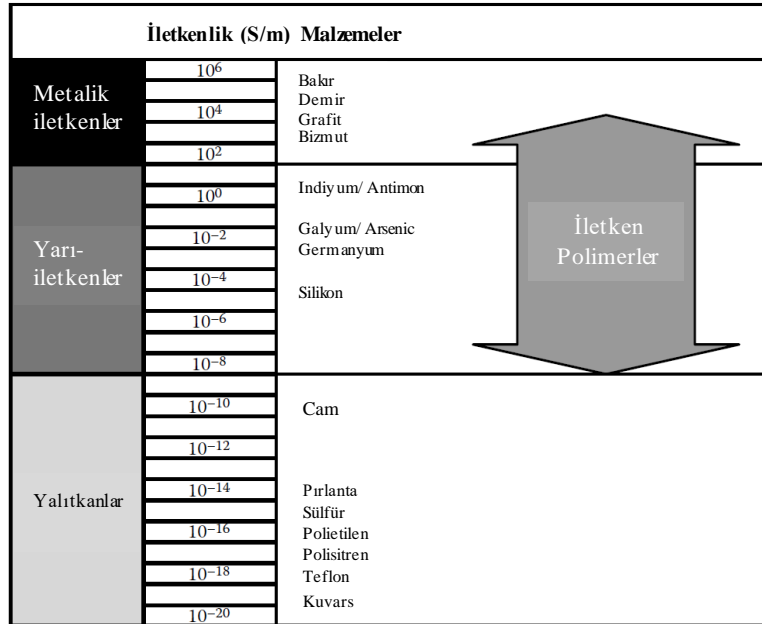 İletkenlik (S/m) Malzemeler
Metalik
iletkenler
10⁶
10⁴
10²
Bakır
Demir
Grafit
Bizmut
Yarı-
iletkenler
10⁰
10⁻²
10⁻⁴
10⁻⁶
10⁻⁸
Indiyum/ Antimon
Galyum/ Arsenic
Germanyum
Silikon
İletken
Polimerler
Yalıtkanlar
10⁻¹⁰
10⁻¹²
10⁻¹⁴
10⁻¹⁶
10⁻¹⁸
10⁻²⁰
Cam
Pırlanta
Sülfür
Polietilen
Polisitren
Teflon
Kuvars